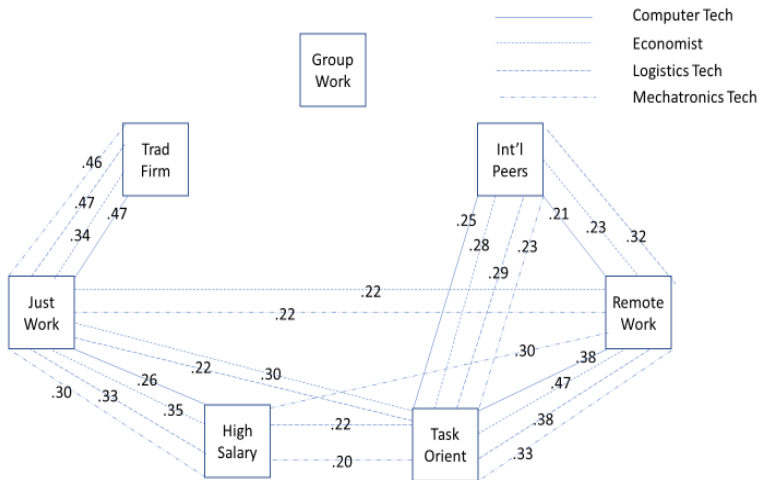 Computer Tech
Economist
Logistics Tech
Mechatronics Tech
Group
Work
Trad
Firm
Int'l
Peers
.46
.47
.34
.47
.25
.28
.29
.23
.21
.23
.32
Just
Work
Remote
Work
.22
.22
.30
.22
.30
.26
.35
.33
.30
.38
.47
.38
.33
High
Salary
.22
.20
Task
Orient